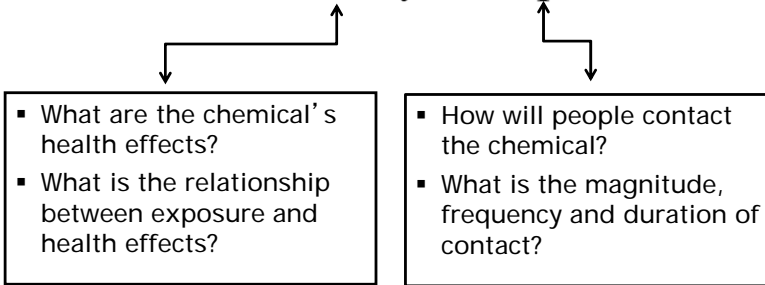 ▪ What are the chemical's
health effects?
▪ What is the relationship
between exposure and
health effects?
▪ How will people contact
the chemical?
▪ What is the magnitude,
frequency and duration of
contact?